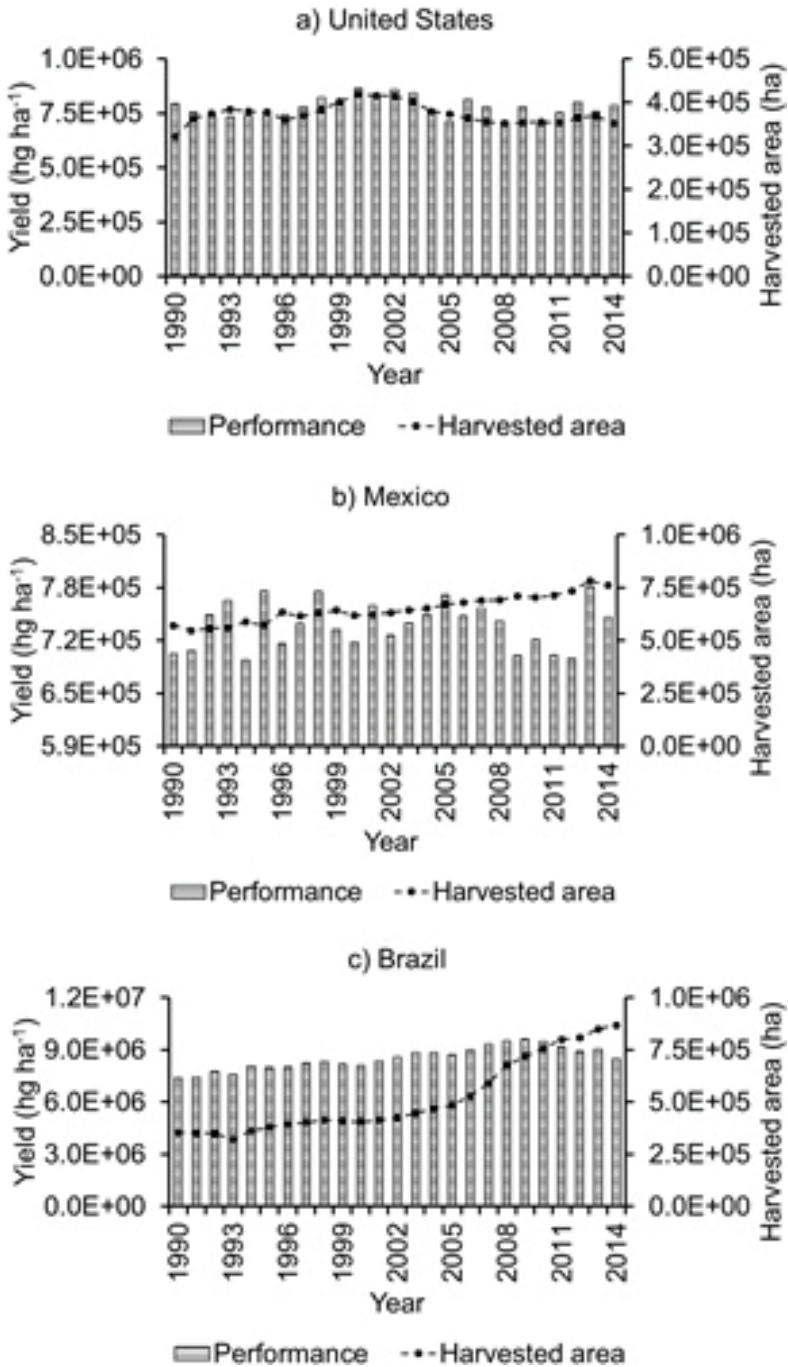 a) United States
Yield (hg ha⁻¹)
1.0E+06
7.5E+05
5.0E+05
2.5E+05
0.0E+00
5.0E+05
4.0E+05
3.0E+05
2.0E+05
1.0E+05
0.0E+00
Harvested area (ha)
1990 1993 1996 1999 2002 2005 2008 2011 2014
Year
Performance Harvested area
b) Mexico
Yield (hg ha⁻¹)
8.5E+05
7.8E+05
7.2E+05
6.5E+05
5.9E+05
1.0E+06
7.5E+05
5.0E+05
2.5E+05
0.0E+00
Harvested area (ha)
1990 1993 1996 1999 2002 2005 2008 2011 2014
Year
Performance Harvested area
c) Brazil
Yield (hg ha⁻¹)
1.2E+07
9.0E+06
6.0E+06
3.0E+06
0.0E+00
1.0E+06
7.5E+05
5.0E+05
2.5E+05
0.0E+00
Harvested area (ha)
1990 1993 1996 1999 2002 2005 2008 2011 2014
Year
Performance Harvested area